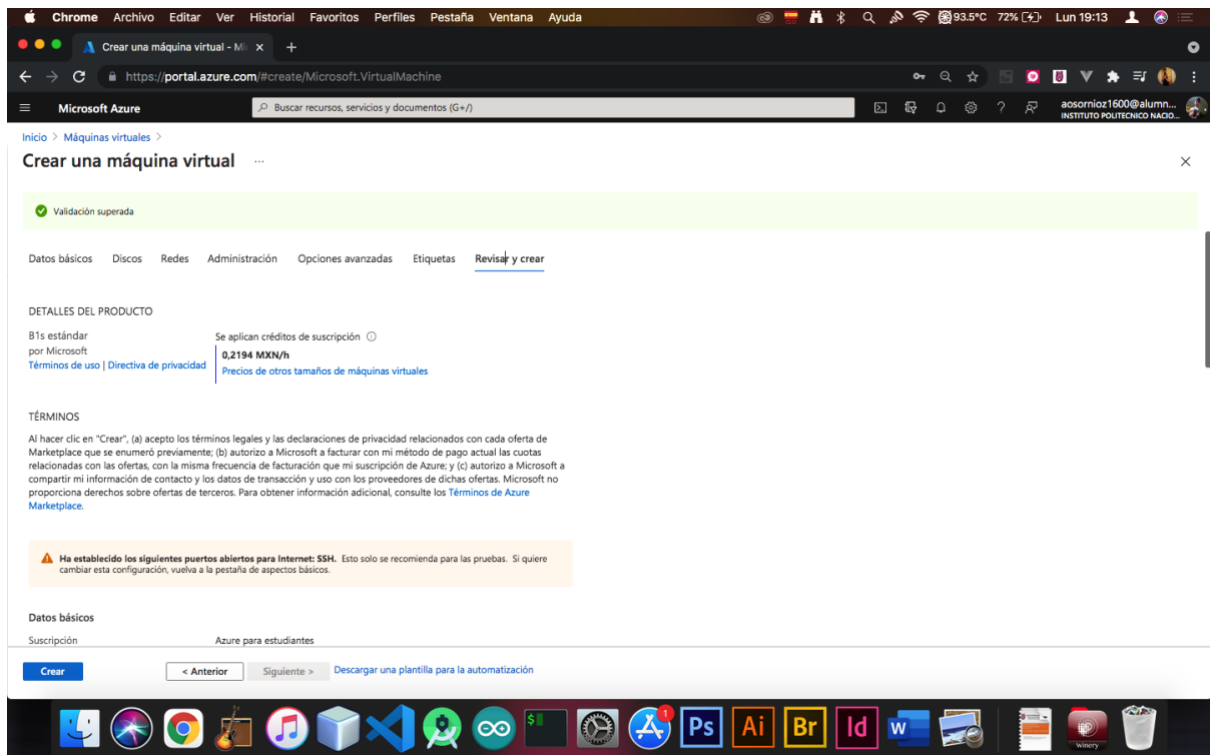 Chrome Archivo Editar Ver Historial Favoritos Perfiles Pestaña Ventana Ayuda 93.5°C 72% Lun 19:13
Crear una máquina virtual - Mi
https://portal.azure.com/#create/Microsoft.VirtualMachine
Microsoft Azure Buscar recursos, servicios y documentos (G+/) aosornioz1600@alumn...
INSTITUTO POLITECNICO NACIO...
Inicio > Máquinas virtuales >
Crear una máquina virtual ...
Validación superada
Datos básicos Discos Redes Administración Opciones avanzadas Etiquetas Revisar y crear
DETALLES DEL PRODUCTO
B1s estándar Se aplican créditos de suscripción
por Microsoft 0,2194 MXN/h
Términos de uso | Directiva de privacidad Precios de otros tamaños de máquinas virtuales
TÉRMINOS
Al hacer clic en "Crear", (a) acepto los términos legales y las declaraciones de privacidad relacionados con cada oferta de
Marketplace que se enumeró previamente; (b) autorizo a Microsoft a facturar con mi método de pago actual las cuotas
relacionadas con las ofertas, con la misma frecuencia de facturación que mi suscripción de Azure; y (c) autorizo a Microsoft a
compartir mi información de contacto y los datos de transacción y uso con los proveedores de dichas ofertas. Microsoft no
proporciona derechos sobre ofertas de terceros. Para obtener información adicional, consulte los Términos de Azure
Marketplace.
Ha establecido los siguientes puertos abiertos para Internet: SSH. Esto solo se recomienda para las pruebas. Si quiere
cambiar esta configuración, vuelva a la pestaña de aspectos básicos.
Datos básicos
Suscripción Azure para estudiantes
Crear < Anterior Siguiente > Descargar una plantilla para la automatización
$ 1 Ps Ai Br Id W Winery